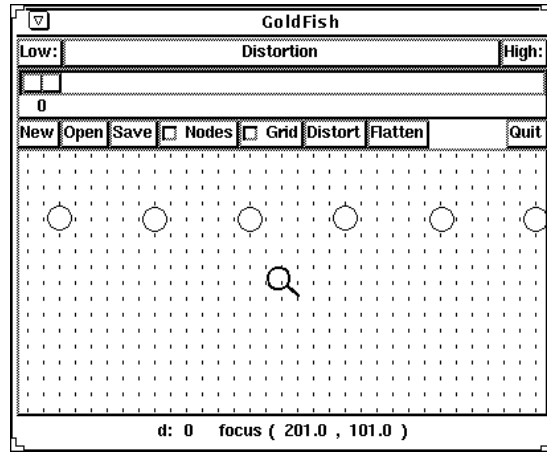 GoldFish
Low: Distortion High:
0
New Open Save Nodes Grid Distort Flatten Quit
d: 0 focus ( 201.0 , 101.0 )